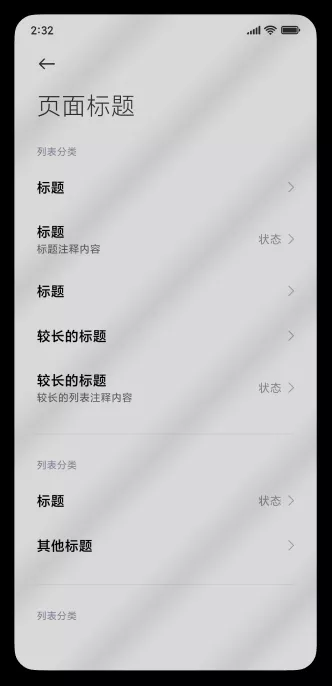 2:32
页面标题
列表分类
标题
标题
状态
标题注释内容
标题
较长的标题
较长的标题
状态
较长的列表注释内容
列表分类
标题
状态
其他标题
列表分类